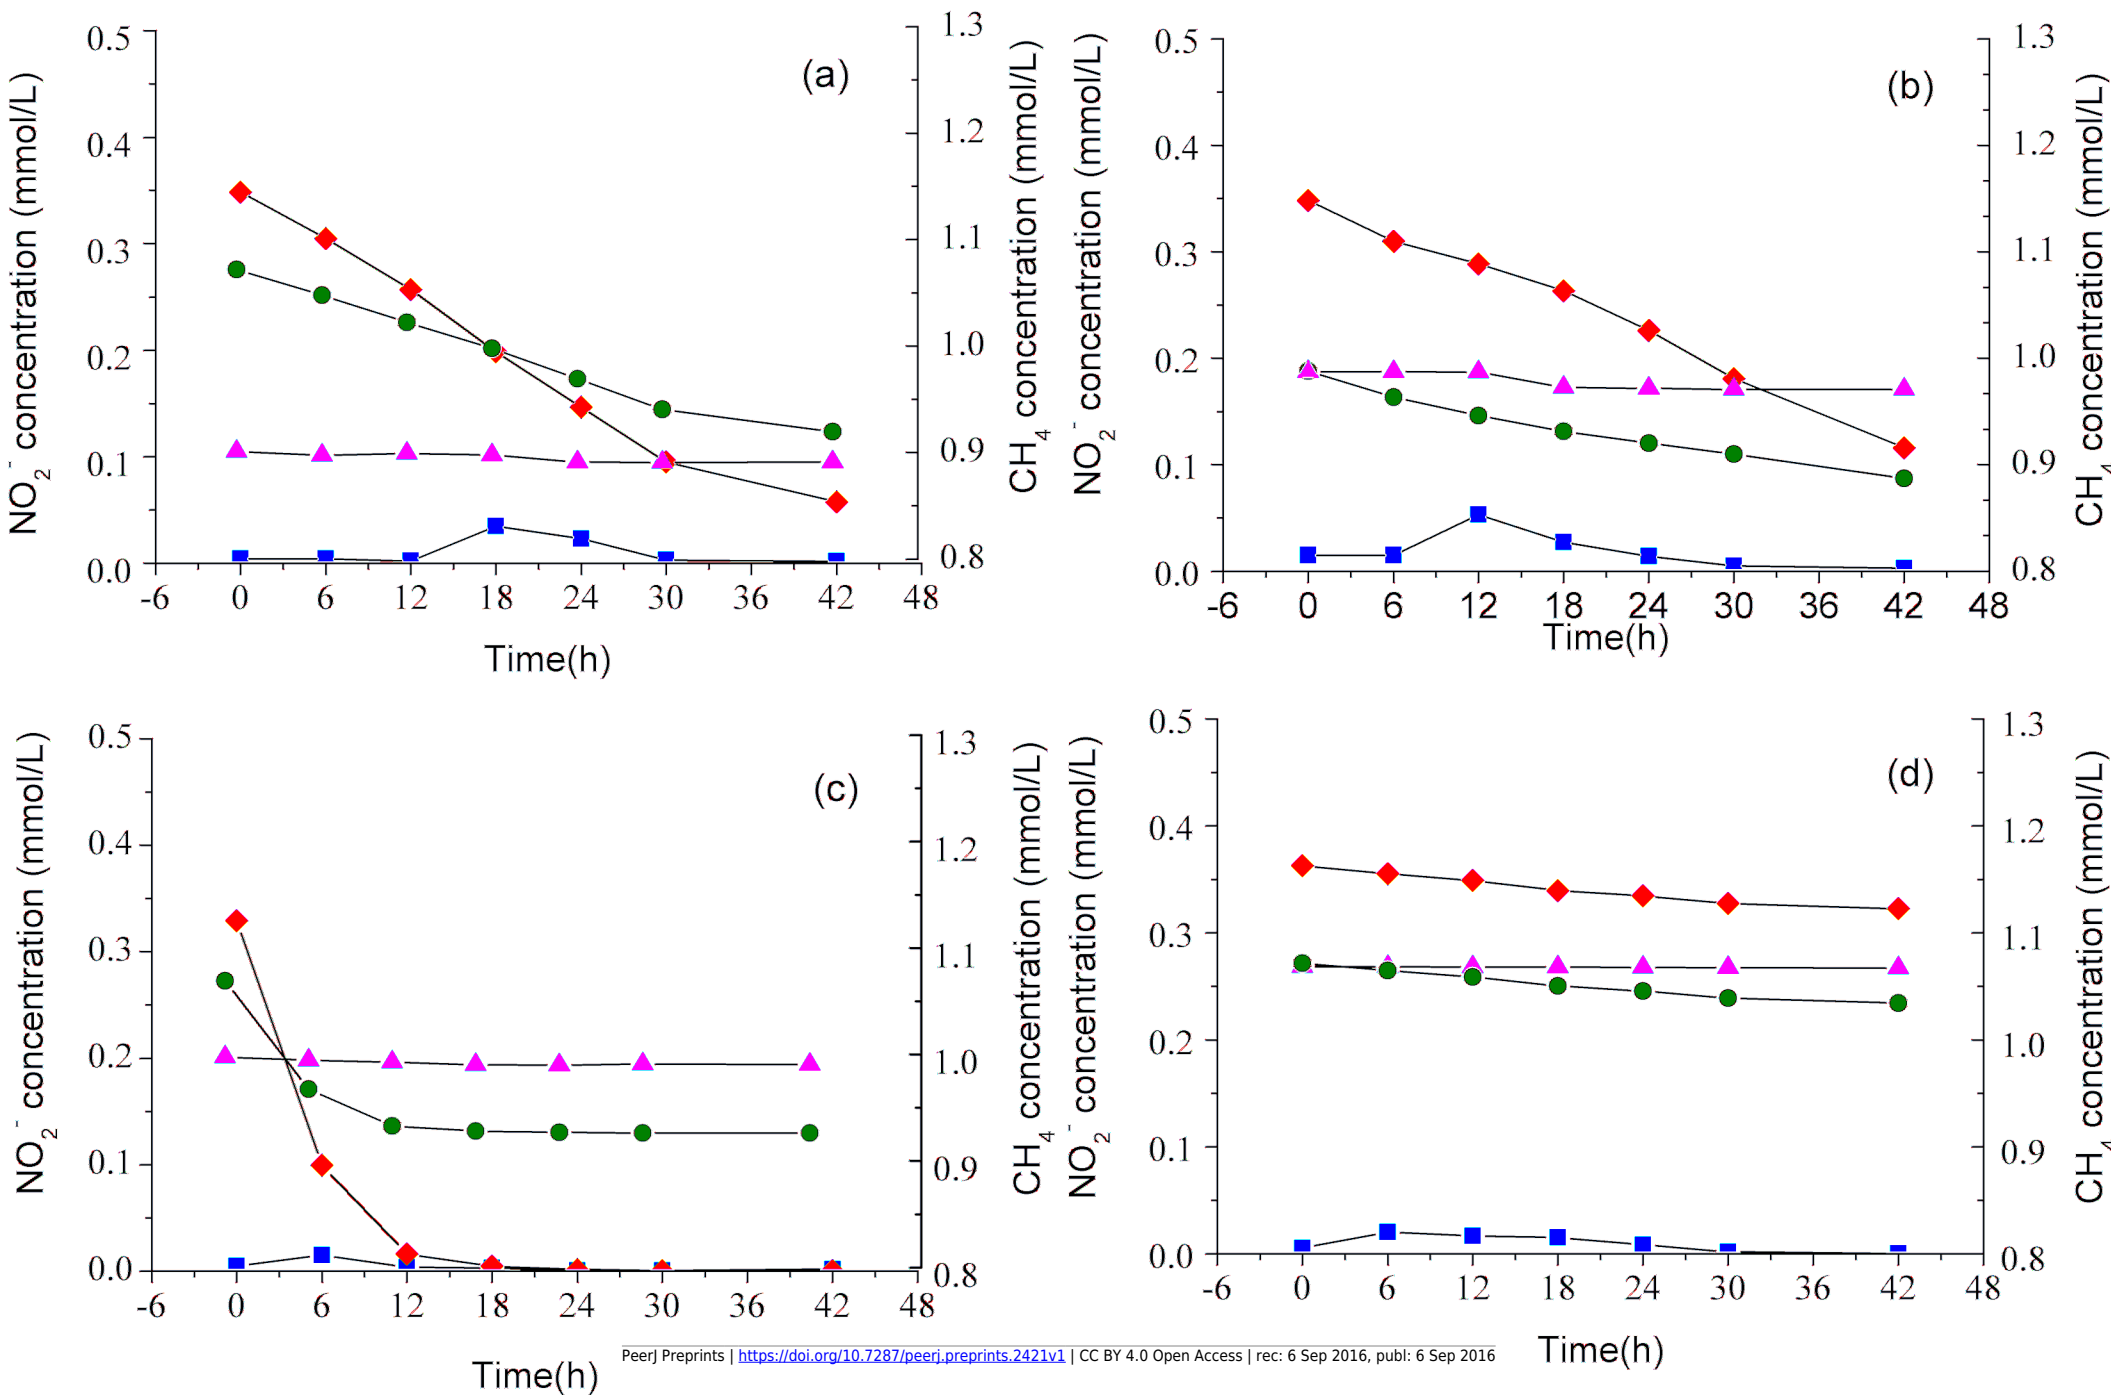 (a)
NO2- concentration (mmol/L)
0.5
0.4
0.3
0.2
0.1
0.0
-6 0 6 12 18 24 30 36 42 48
Time(h)
1.3
1.2
1.1
1.0
0.9
0.8
CH4 concentration (mmol/L)
(b)
NO2- concentration (mmol/L)
0.5
0.4
0.3
0.2
0.1
0.0
-6 0 6 12 18 24 30 36 42 48
Time(h)
1.3
1.2
1.1
1.0
0.9
0.8
CH4 concentration (mmol/L)
(c)
NO2- concentration (mmol/L)
0.5
0.4
0.3
0.2
0.1
0.0
-6 0 6 12 18 24 30 36 42 48
Time(h)
1.3
1.2
1.1
1.0
0.9
0.8
CH4 concentration (mmol/L)
(d)
NO2- concentration (mmol/L)
0.5
0.4
0.3
0.2
0.1
0.0
-6 0 6 12 18 24 30 36 42 48
Time(h)
1.3
1.2
1.1
1.0
0.9
0.8
CH4 concentration (mmol/L)
PeerJ Preprints | https://doi.org/10.7287/peerj.preprints.2421v1 | CC BY 4.0 Open Access | rec: 6 Sep 2016, publ: 6 Sep 2016